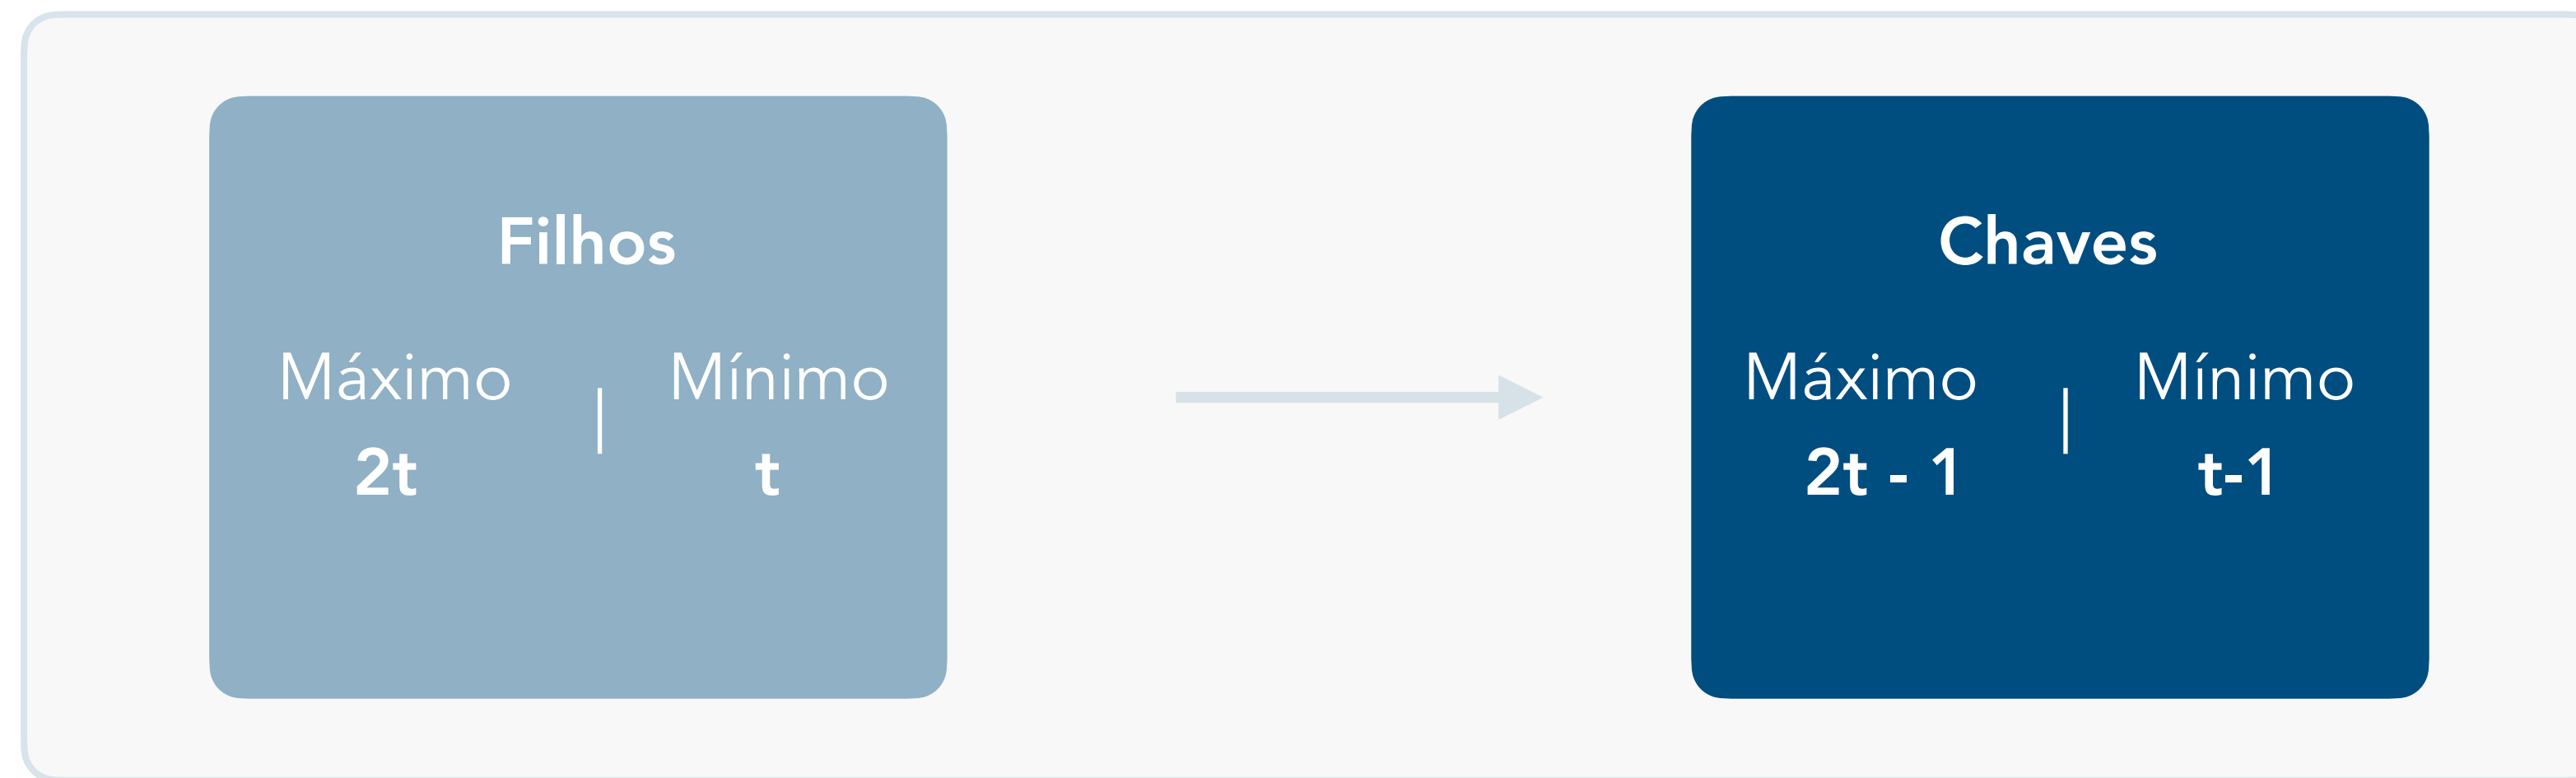 Filhos
Máximo | Mínimo
2t t
Chaves
Máximo | Mínimo
2t - 1 t-1